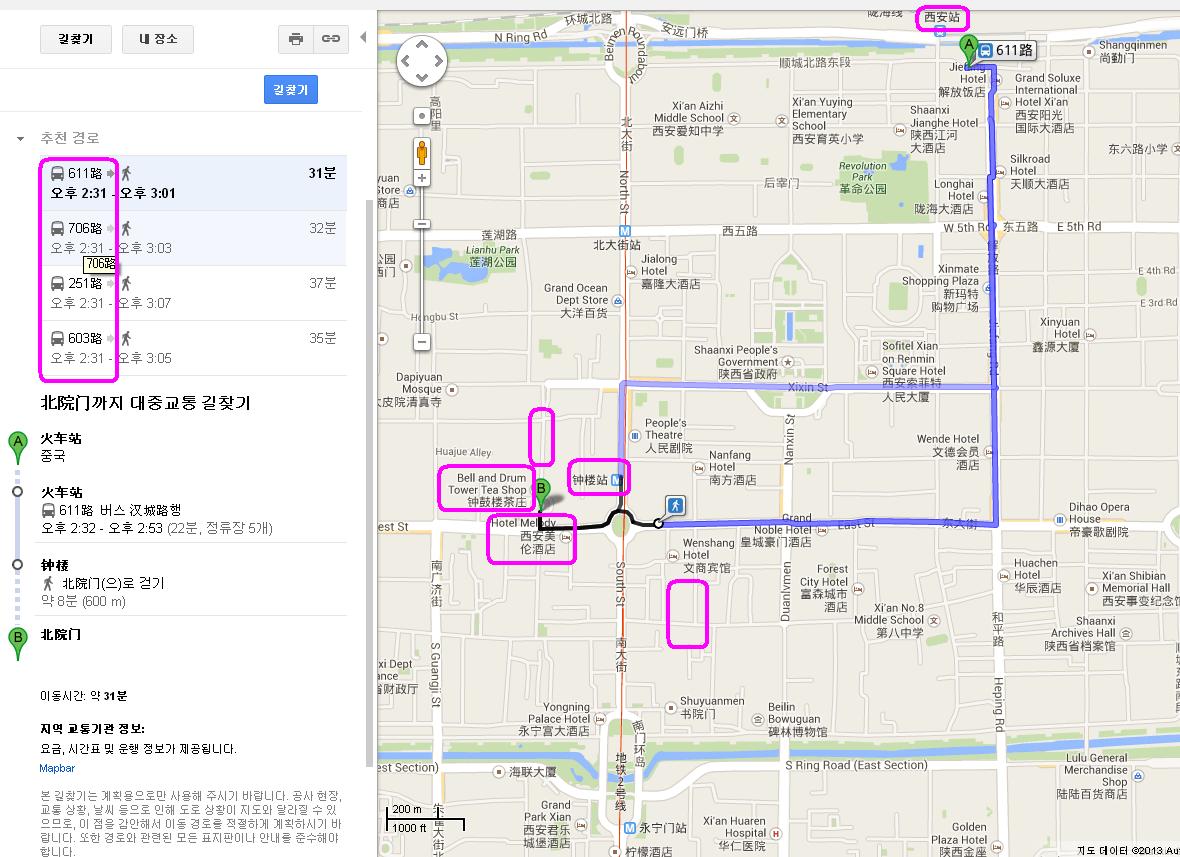 길찾기
내 장소
길찾기
추천 경로
611路
31분
오후 2:31 - 오후 3:01
706路
32분
오후 2:31 - 오후 3:03
706路
251路
37분
오후 2:31 - 오후 3:07
603路
35분
오후 2:31 - 오후 3:05
北院门까지 대중교통 길찾기
A
火车站
中国
火车站
611路 버스 汉城路행
오후 2:32 - 오후 2:53 (22분, 정류장 5개)
钟楼
北院门(으)로 걷기
약 8분 (600 m)
B
北院门
이동시간: 약 31분
지역 교통기관 정보:
요금, 시간표 및 운행 정보가 제공됩니다.
Mapbar
본 길찾기는 계획용으로만 사용해 주시기 바랍니다. 공사 현장,
교통 상황, 날씨 등으로 인해 도로 상황이 지도와 달라질 수 있
으므로, 이 점을 감안해서 이동 경로를 적절하게 계획하시기 바
랍니다. 또한 경로와 관련된 모든 표지판이나 안내를 준수해야
합니다.
环城北路
安远门桥
陇海线
西安站
N Ring Rd
Beimen Roundabout
A
611路
Shangqinmen
尚勤门
顺城北路东段
Hotel
解放饭店
Grand Soluxe
International
Hotel Xi'an
西安阳光
国际大酒店
高阳里
北大街
Xi'an Aizhi
Middle School
西安爱知中学
Xi'an Yuying
Elementary
School
西安育英小学
Shaanxi
Jianghe Hotel
陕西江河
大酒店
东六路小学
Silkroad
Hotel
天顺大酒店
Revolution
Park
革命公园
后宰门
Longhai
Hotel
陇海大酒店
North St
W 5th Rd
东五路
E 5th Rd
莲湖路
西五路
北大街站
Lianhu Park
莲湖公园
Jialong
Hotel
嘉隆大酒店
Xinmate
Shopping Plaza
新玛特
购物广场
E 4th Rd
E 3rd Rd
Grand Ocean
Dept Store
大洋百货
Hongbu St
Xinyuan
Hotel
鑫源大厦
Shaanxi People's
Government
陕西省政府
Sofitel Xian
on Renmin
Square Hotel
西安索菲特
人民大厦
Dapiyuan
Mosque
大皮院清真寺
Xixin St
People's
Theatre
人民剧院
Nanxin St
Wende Hotel
文德会员
酒店
Huajue Alley
Nanfang
Hotel
南方酒店
Bell and Drum
Tower Tea Shop
钟鼓楼茶庄
B
钟楼站
Hotel Melody
西安美
伦酒店
est St
Grand
Noble Hotel
皇城豪门酒店
East St
东大街
Dihao Opera
House
帝豪歌剧院
Wenshang
Hotel
文商宾馆
南广济街
South St
Duanlvmen
Forest
City Hotel
富森城市
酒店
Huachen
Hotel
华辰酒店
Xi'an Shibian
Memorial Hall
西安事变纪念馆
Xi'an No.8
Middle School
第八中学
和平路
Shaanxi
Archives Hall
陕西省档案馆
南大街
S Guangji St
Heping Rd
Shuyuanmen
书院门
Yongning
Palace Hotel
永宁富大酒店
Beilin
Bowuguan
碑林博物馆
南门环岛
est Section)
海联大厦
S Ring Road (East Section)
Lulu General
Merchandise
Shop
陆陆百货商店
地铁2号线
200 m
1000 ft
Grand
Park Xian
西安君乐
城堡酒店
永宁门站
柠檬酒店
Xi'an Huaren
Hospital
华仁医院
Golden
Palace
陕西金座
지도 데이터 ©2013 Aut